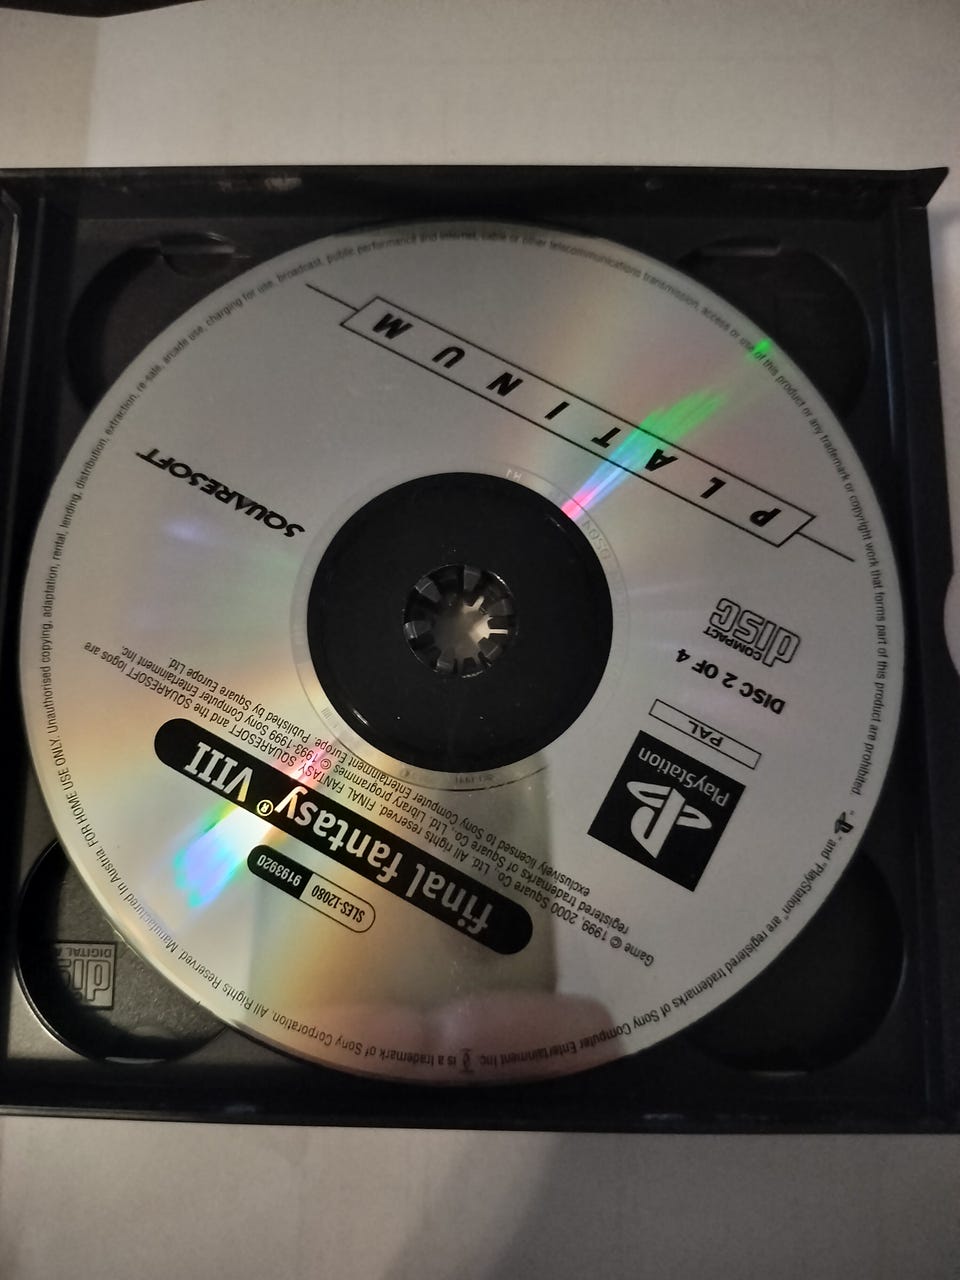 PLATINUM
SQUARESOFT
COMPACT
disc
DISC 2 OF 4
PAL
PlayStation
final fantasy® VIII
SLES-12080 9193920
Game © 1999, 2000 Square Co., Ltd. All rights reserved. FINAL FANTASY, SQUARESOFT and the SQUARESOFT logos are
registered trademarks of Square Co., Ltd. Library programmes © 1993-1999 Sony Computer Entertainment Inc.
exclusively licensed to Sony Computer Entertainment Europe. Published by Square Europe Ltd
" " and "PlayStation" are registered trademarks of Sony Computer Entertainment Inc. " " is a trademark of Sony Corporation. All Rights Reserved. Manufactured in Austria. FOR HOME USE ONLY. Unauthorised copying, adaptation, rental, lending, distribution, extraction, re-sale, arcade use, charging for use, broadcast, public performance and internet, cable or other telecommunications transmission, access or use of this product or any trademark or copyright work that forms part of this product are prohibited.
disc
DIGITAL